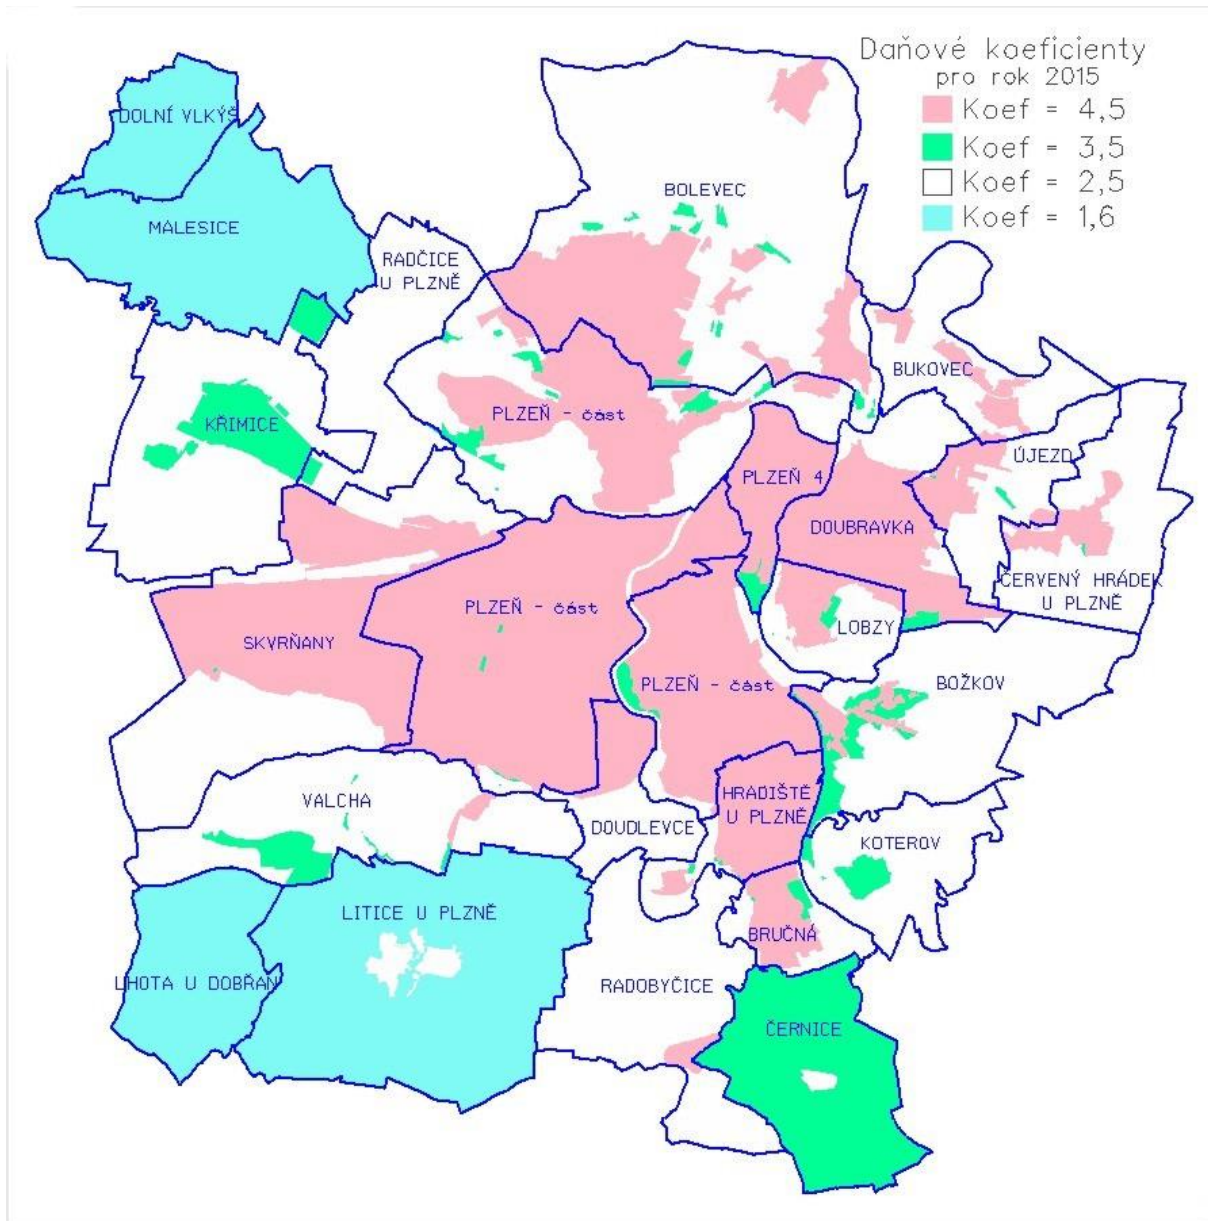 Daňové koeficienty
pro rok 2015
Koef = 4,5
Koef = 3,5
Koef = 2,5
Koef = 1,6
DOLNÍ VLKÝŠ
MALESICE
RADČICE
U PLZNĚ
BOLEVEC
BUKOVEC
KŘIMICE
PLZEŇ - část
PLZEŇ 4
ÚJEZD
DOUBRAVKA
ČERVENÝ HRÁDEK
U PLZNĚ
PLZEŇ - část
SKVRŇANY
LOBZY
PLZEŇ - část
BOŽKOV
VALCHA
HRADIŠTĚ
U PLZNĚ
DOUDLEVCE
KOTEROV
LITICE U PLZNĚ
BRUČNÁ
LHOTA U DOBŘAN
RADOBYČICE
ČERNICE